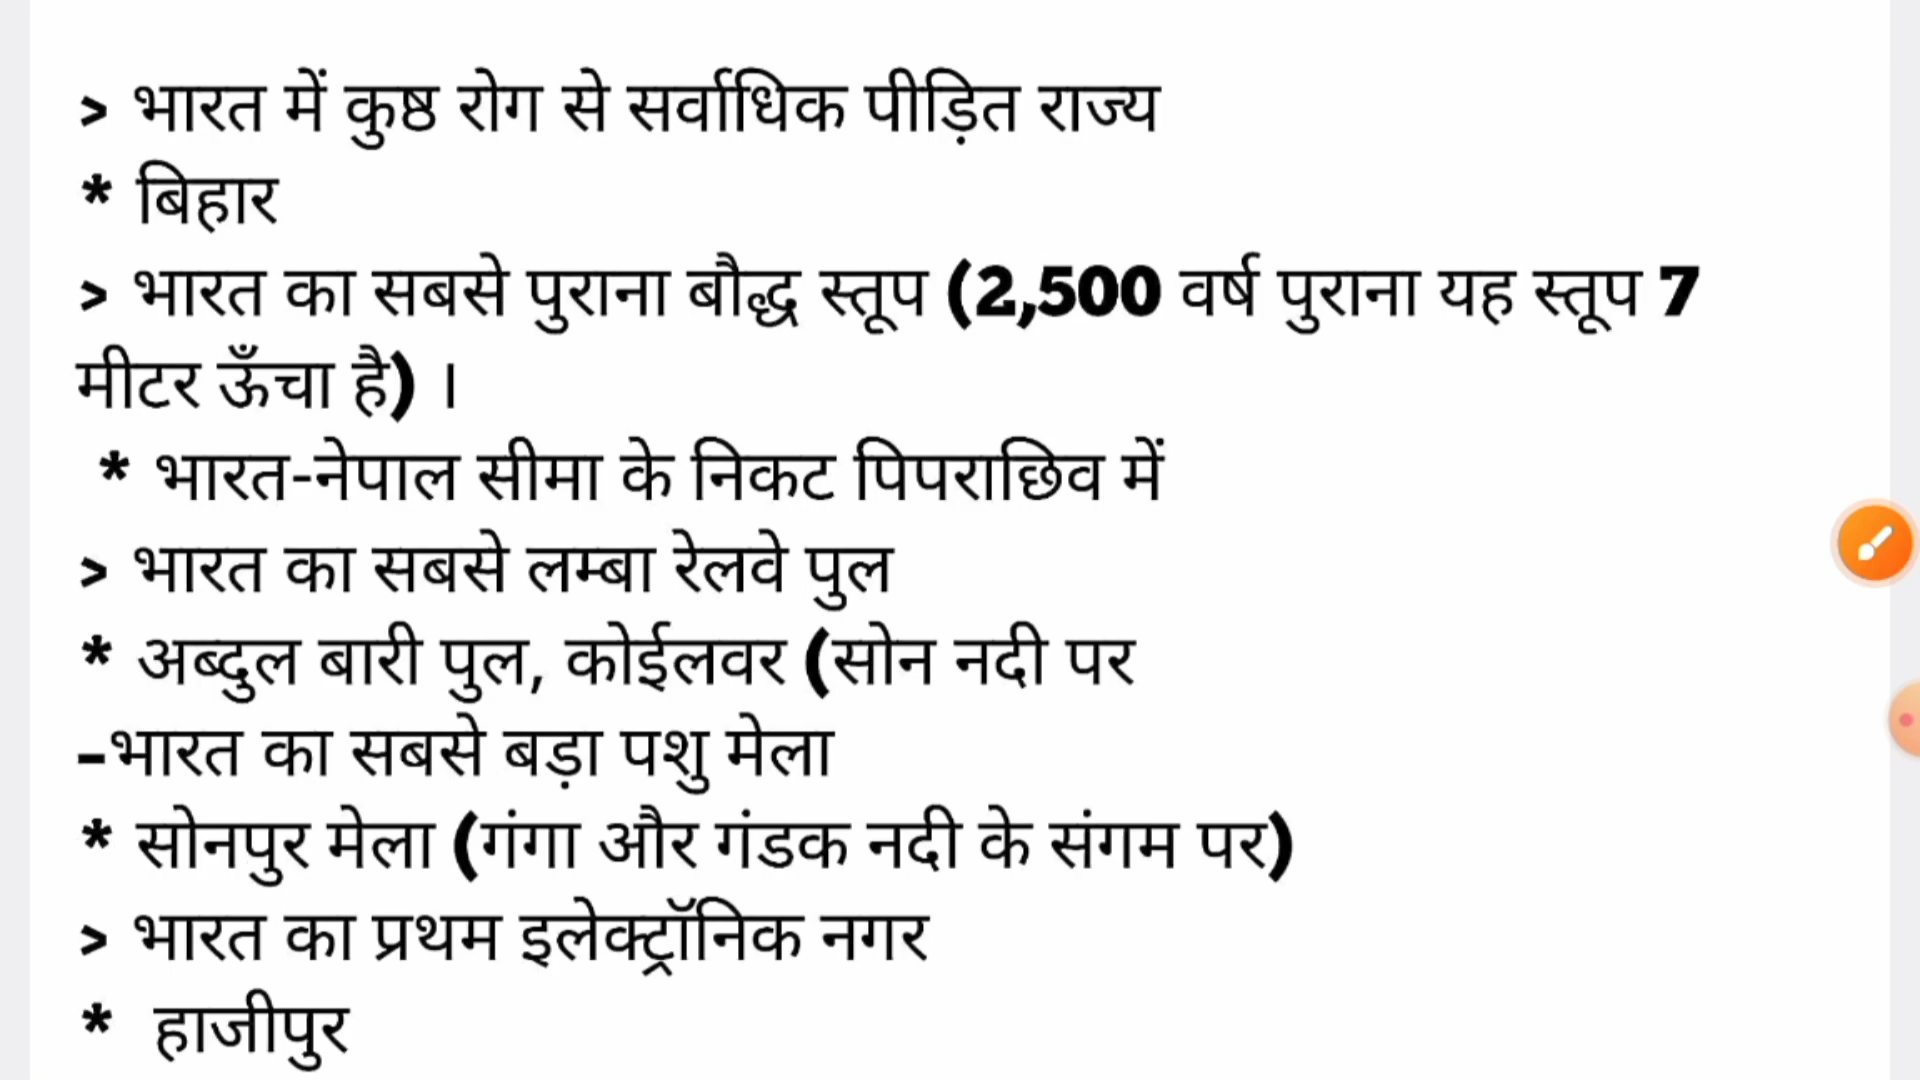 > भारत में कुष्ठ रोग से सर्वाधिक पीड़ित राज्य
* बिहार
> भारत का सबसे पुराना बौद्ध स्तूप (2,500 वर्ष पुराना यह स्तूप 7
मीटर ऊँचा है) ।
* भारत-नेपाल सीमा के निकट पिपराछिव में
> भारत का सबसे लम्बा रेलवे पुल
* अब्दुल बारी पुल, कोईलवर (सोन नदी पर
-भारत का सबसे बड़ा पशु मेला
* सोनपुर मेला (गंगा और गंडक नदी के संगम पर)
> भारत का प्रथम इलेक्ट्रॉनिक नगर
* हाजीपुर